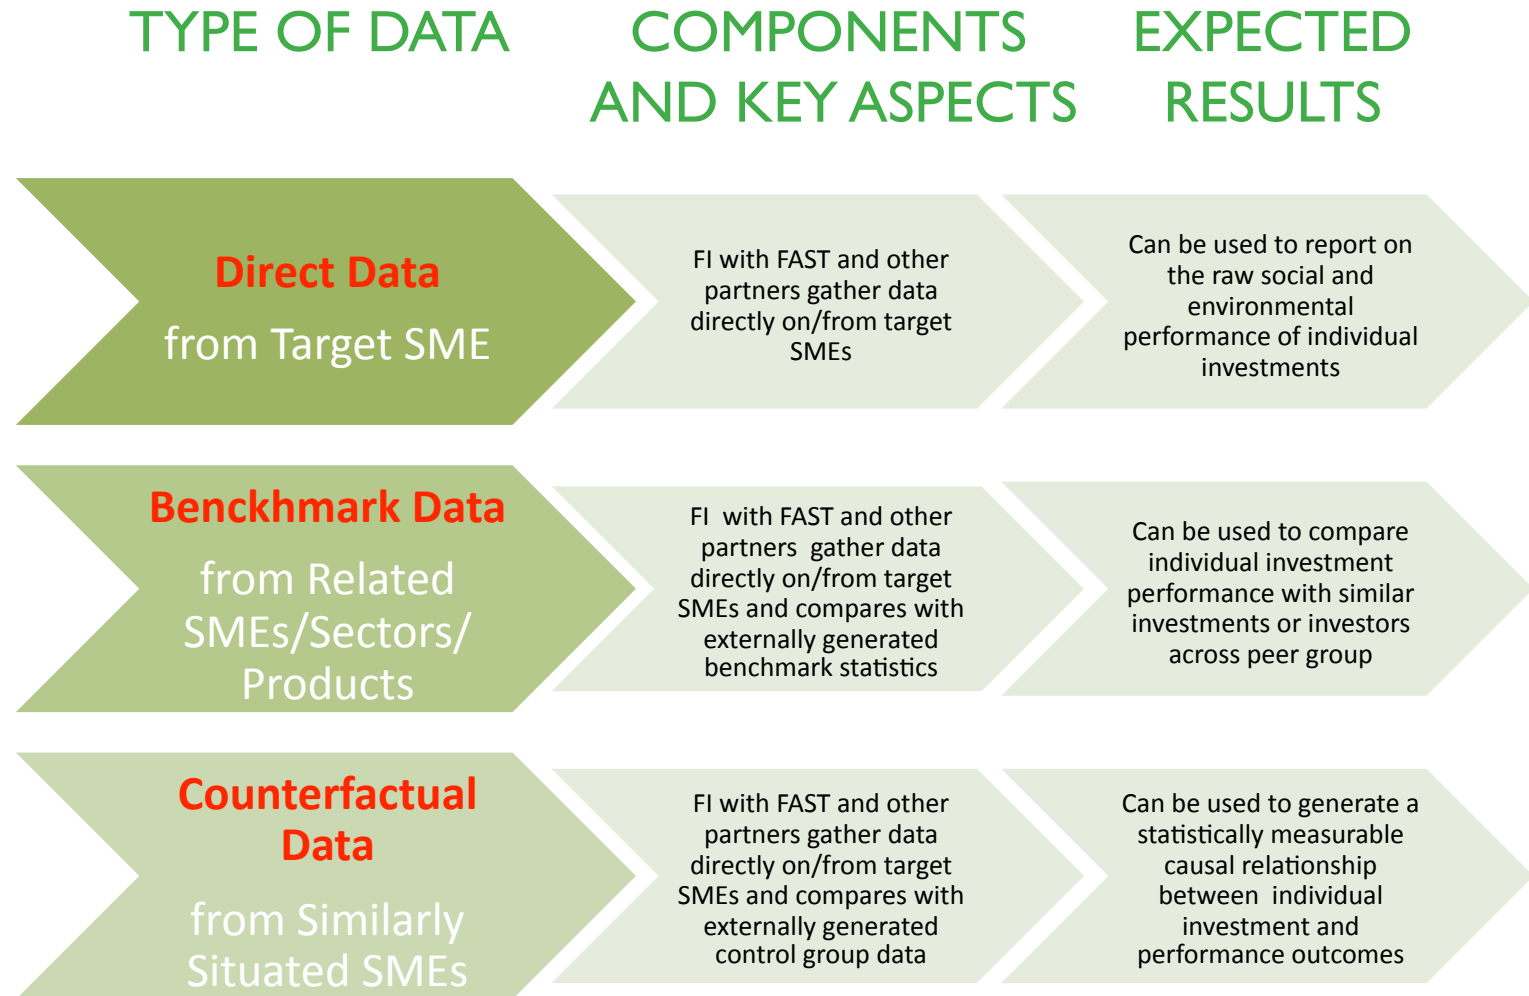 TYPE OF DATA
COMPONENTS
AND KEY ASPECTS
EXPECTED
RESULTS
Direct Data
from Target SME
FI with FAST and other
partners gather data
directly on/from target
SMEs
Can be used to report on
the raw social and
environmental
performance of individual
investments
Benckhmark Data
from Related
SMEs/Sectors/
Products
FI with FAST and other
partners gather data
directly on/from target
SMEs and compares with
externally generated
benchmark statistics
Can be used to compare
individual investment
performance with similar
investments or investors
across peer group
Counterfactual
Data
from Similarly
Situated SMEs
FI with FAST and other
partners gather data
directly on/from target
SMEs and compares with
externally generated
control group data
Can be used to generate a
statistically measurable
causal relationship
between individual
investment and
performance outcomes